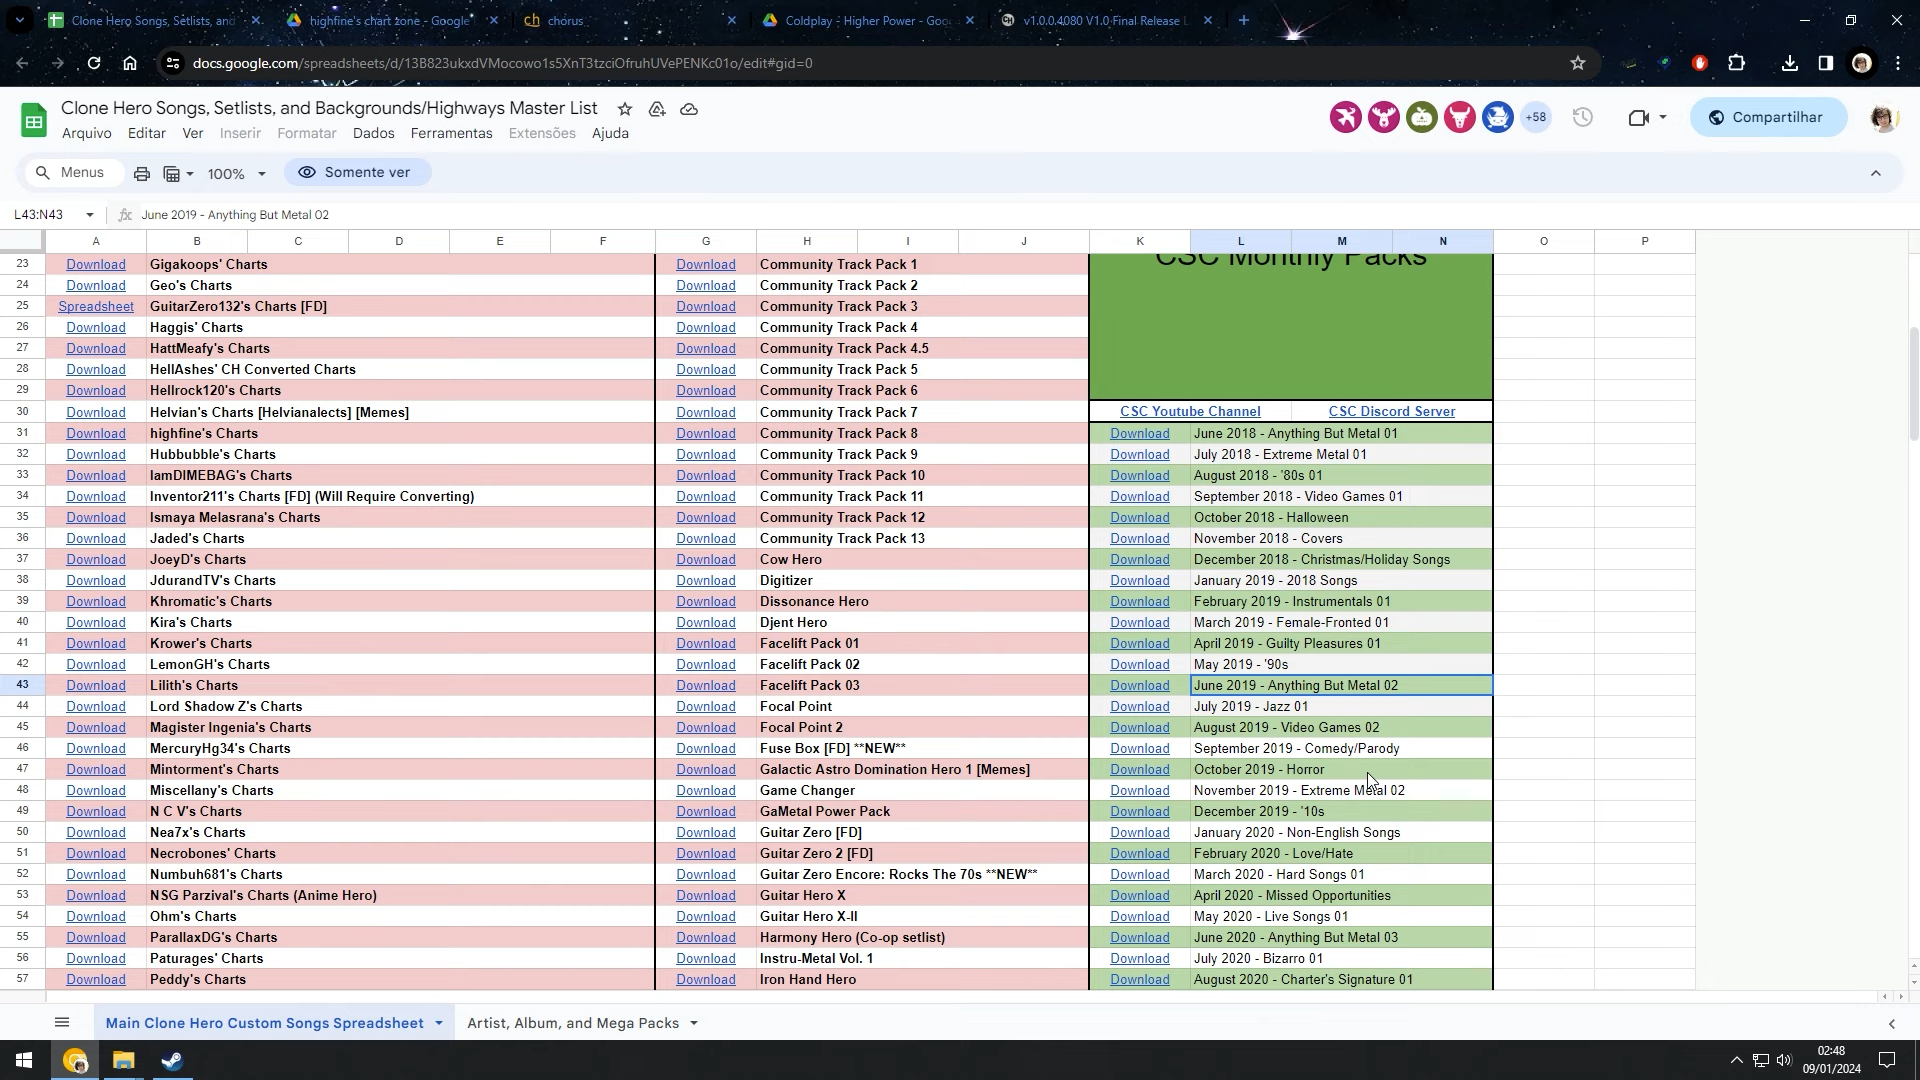 Clone Hero Songs, Setlists, and
highfine's chart zone - Google
chorus
Coldplay - Higher Power - Goo
v1.0.0.4080 V1.0 Final Release L
docs.google.com/spreadsheets/d/13B823ukxdVMocowo1s5XnT3tzciOfruhUVePENKc01o/edit#gid=0
Clone Hero Songs, Setlists, and Backgrounds/Highways Master List
+58
Compartilhar
Arquivo Editar Ver Inserir Formatar Dados Ferramentas Extensões Ajuda
Menus 100% Somente ver
L43:N43 fx June 2019 - Anything But Metal 02
A B C D E F G H I J K L M N O P
23 Download Gigakoops' Charts Download Community Track Pack 1 CSC Monthly Packs
24 Download Geo's Charts Download Community Track Pack 2
25 Spreadsheet GuitarZero132's Charts [FD] Download Community Track Pack 3
26 Download Haggis' Charts Download Community Track Pack 4
27 Download HattMeafy's Charts Download Community Track Pack 4.5
28 Download HellAshes' CH Converted Charts Download Community Track Pack 5
29 Download Hellrock120's Charts Download Community Track Pack 6
30 Download Helvian's Charts [Helvianalects] [Memes] Download Community Track Pack 7 CSC Youtube Channel CSC Discord Server
31 Download highfine's Charts Download Community Track Pack 8 Download June 2018 - Anything But Metal 01
32 Download Hubbubble's Charts Download Community Track Pack 9 Download July 2018 - Extreme Metal 01
33 Download IamDIMEBAG's Charts Download Community Track Pack 10 Download August 2018 - '80s 01
34 Download Inventor211's Charts [FD] (Will Require Converting) Download Community Track Pack 11 Download September 2018 - Video Games 01
35 Download Ismaya Melasrana's Charts Download Community Track Pack 12 Download October 2018 - Halloween
36 Download Jaded's Charts Download Community Track Pack 13 Download November 2018 - Covers
37 Download JoeyD's Charts Download Cow Hero Download December 2018 - Christmas/Holiday Songs
38 Download JdurandTV's Charts Download Digitizer Download January 2019 - 2018 Songs
39 Download Khromatic's Charts Download Dissonance Hero Download February 2019 - Instrumentals 01
40 Download Kira's Charts Download Djent Hero Download March 2019 - Female-Fronted 01
41 Download Krower's Charts Download Facelift Pack 01 Download April 2019 - Guilty Pleasures 01
42 Download LemonGH's Charts Download Facelift Pack 02 Download May 2019 - '90s
43 Download Lilith's Charts Download Facelift Pack 03 Download June 2019 - Anything But Metal 02
44 Download Lord Shadow Z's Charts Download Focal Point Download July 2019 - Jazz 01
45 Download Magister Ingenia's Charts Download Focal Point 2 Download August 2019 - Video Games 02
46 Download MercuryHg34's Charts Download Fuse Box [FD] **NEW** Download September 2019 - Comedy/Parody
47 Download Mintorment's Charts Download Galactic Astro Domination Hero 1 [Memes] Download October 2019 - Horror
48 Download Miscellany's Charts Download Game Changer Download November 2019 - Extreme Metal 02
49 Download N C V's Charts Download GaMetal Power Pack Download December 2019 - '10s
50 Download Nea7x's Charts Download Guitar Zero [FD] Download January 2020 - Non-English Songs
51 Download Necrobones' Charts Download Guitar Zero 2 [FD] Download February 2020 - Love/Hate
52 Download Numbuh681's Charts Download Guitar Zero Encore: Rocks The 70s **NEW** Download March 2020 - Hard Songs 01
53 Download NSG Parzival's Charts (Anime Hero) Download Guitar Hero X Download April 2020 - Missed Opportunities
54 Download Ohm's Charts Download Guitar Hero X-II Download May 2020 - Live Songs 01
55 Download ParallaxDG's Charts Download Harmony Hero (Co-op setlist) Download June 2020 - Anything But Metal 03
56 Download Paturages' Charts Download Instru-Metal Vol. 1 Download July 2020 - Bizarro 01
57 Download Peddy's Charts Download Iron Hand Hero Download August 2020 - Charter's Signature 01
Main Clone Hero Custom Songs Spreadsheet Artist, Album, and Mega Packs
02:48
09/01/2024